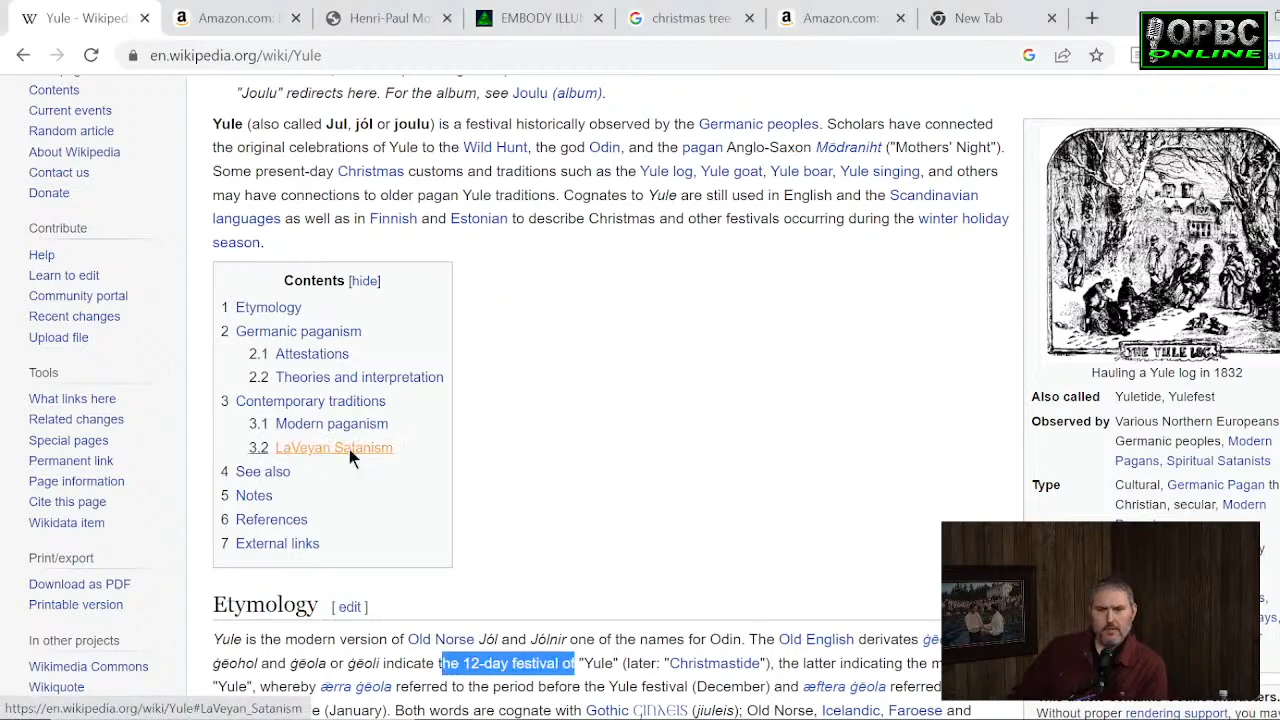 Yule - Wikiped
Amazon.com:
Henri-Paul Mo
EMBODY ILLU
christmas tree
Amazon.com:
New Tab
OPBC
ONLINE
en.wikipedia.org/wiki/Yule
Contents
Current events
Random article
About Wikipedia
Contact us
Donate
Contribute
Help
Learn to edit
Community portal
Recent changes
Upload file
Tools
What links here
Related changes
Special pages
Permanent link
Page information
Cite this page
Wikidata item
Print/export
Download as PDF
Printable version
In other projects
Wikimedia Commons
Wikiquote
"Joulu" redirects here. For the album, see Joulu (album).
Yule (also called Jul, jól or joulu) is a festival historically observed by the Germanic peoples. Scholars have connected
the original celebrations of Yule to the Wild Hunt, the god Odin, and the pagan Anglo-Saxon Mōdraniht ("Mothers' Night").
Some present-day Christmas customs and traditions such as the Yule log, Yule goat, Yule boar, Yule singing, and others
may have connections to older pagan Yule traditions. Cognates to Yule are still used in English and the Scandinavian
languages as well as in Finnish and Estonian to describe Christmas and other festivals occurring during the winter holiday
season.
Contents [hide]
1 Etymology
2 Germanic paganism
2.1 Attestations
2.2 Theories and interpretation
3 Contemporary traditions
3.1 Modern paganism
3.2 LaVeyan Satanism
4 See also
5 Notes
6 References
7 External links
Etymology [ edit ]
Yule is the modern version of Old Norse Jól and Jólnir one of the names for Odin. The Old English derivates
ġēohol and ġēola or ġēoli indicate the 12-day festival of "Yule" (later: "Christmastide"), the latter indicating the m
"Yule", whereby ærra ġēola referred to the period before the Yule festival (December) and æftera ġēola referred
(January). Both words are cognate with Gothic (jiuleis); Old Norse, Icelandic, Faroese and
THE YULE LOG
Hauling a Yule log in 1832
Also called Yuletide, Yulefest
Observed by Various Northern Europeans
Germanic peoples, Modern
Pagans, Spiritual Satanists
Type Cultural, Germanic Pagan th
Christian, secular, Modern
Without proper rendering support, you may
https://en.wikipedia.org/wiki/Yule#LaVeyan_Satanism